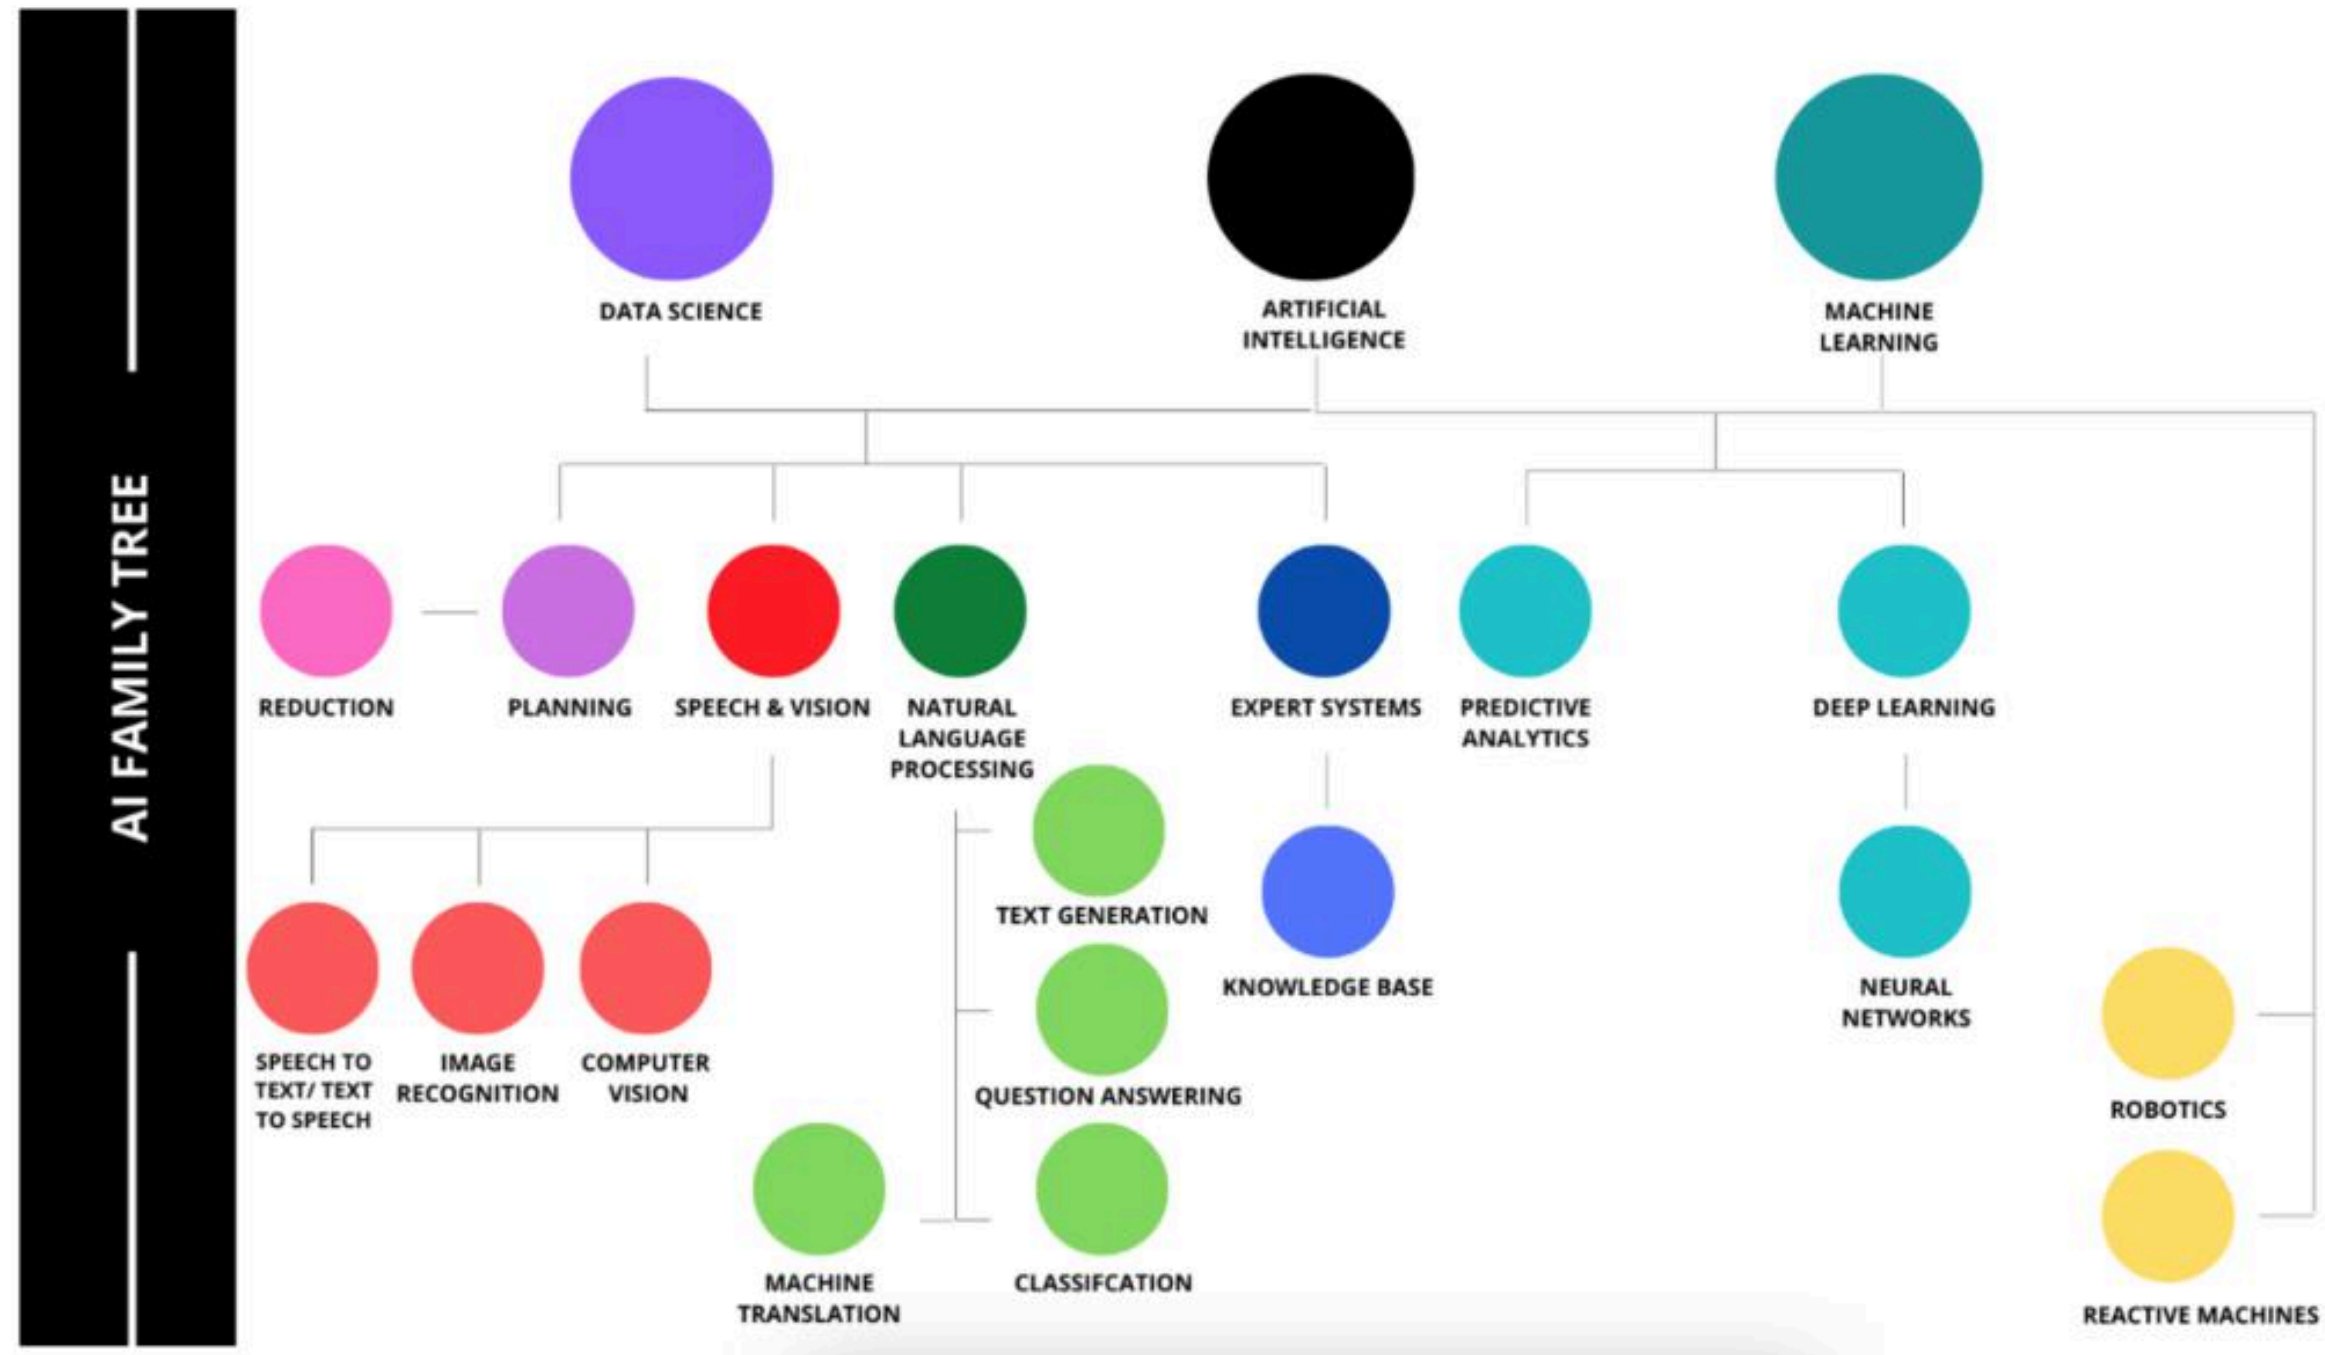 AI FAMILY TREE
DATA SCIENCE
ARTIFICIAL
INTELLIGENCE
MACHINE
LEARNING
REDUCTION
PLANNING
SPEECH & VISION
NATURAL
LANGUAGE
PROCESSING
EXPERT SYSTEMS
PREDICTIVE
ANALYTICS
DEEP LEARNING
TEXT GENERATION
KNOWLEDGE BASE
NEURAL
NETWORKS
SPEECH TO
TEXT/ TEXT
TO SPEECH
IMAGE
RECOGNITION
COMPUTER
VISION
QUESTION ANSWERING
ROBOTICS
MACHINE
TRANSLATION
CLASSIFCATION
REACTIVE MACHINES